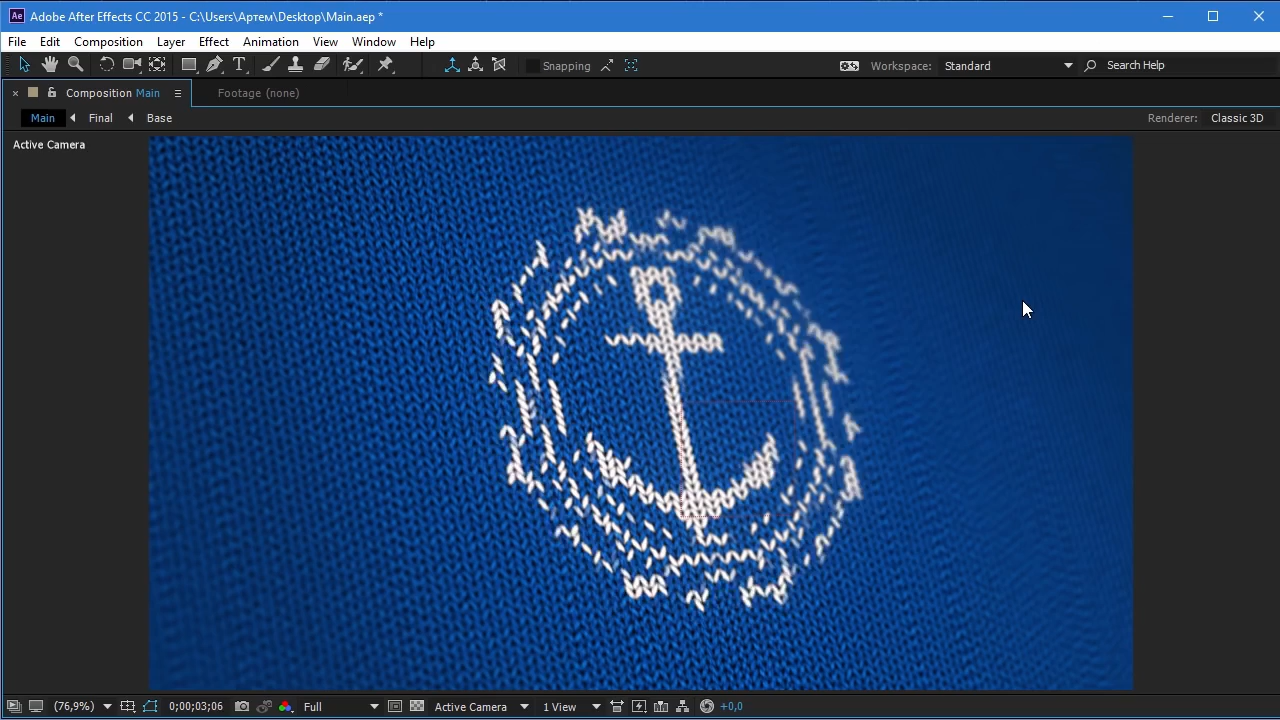 Ae Adobe After Effects CC 2015 - C:\Users\Артем\Desktop\Main.aep *
File Edit Composition Layer Effect Animation View Window Help
T Snapping Workspace: Standard Search Help
Composition Main Footage (none)
Main Final Base Renderer: Classic 3D
Active Camera
(76,9%) 0;00;03;06 Full Active Camera 1 View +0,0